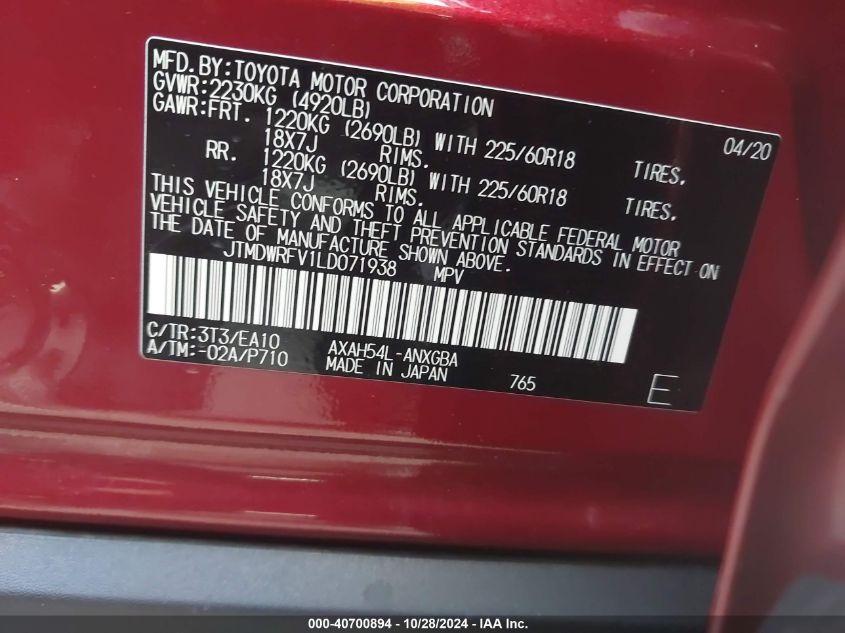 MFD.BY:TOYOTA MOTOR CORPORATION 04/20
GVWR:2230KG (4920LB)
GAWR:FRT. 1220KG (2690LB) WITH 225/60R18 TIRES.
18X7J RIMS.
RR. 1220KG (2690LB) WITH 225/60R18 TIRES.
18X7J RIMS.
THIS VEHICLE CONFORMS TO ALL APPLICABLE FEDERAL MOTOR
VEHICLE SAFETY AND THEFT PREVENTION STANDARDS IN EFFECT ON
THE DATE OF MANUFACTURE SHOWN ABOVE.
JTMDWRFV1LD071938 MPV
C/TR:3T3/EA10 AXAH54L-ANXGBA
A/TM:-02A/P710 MADE IN JAPAN 765 E
000-40700894 - 10/28/2024 - IAA Inc.